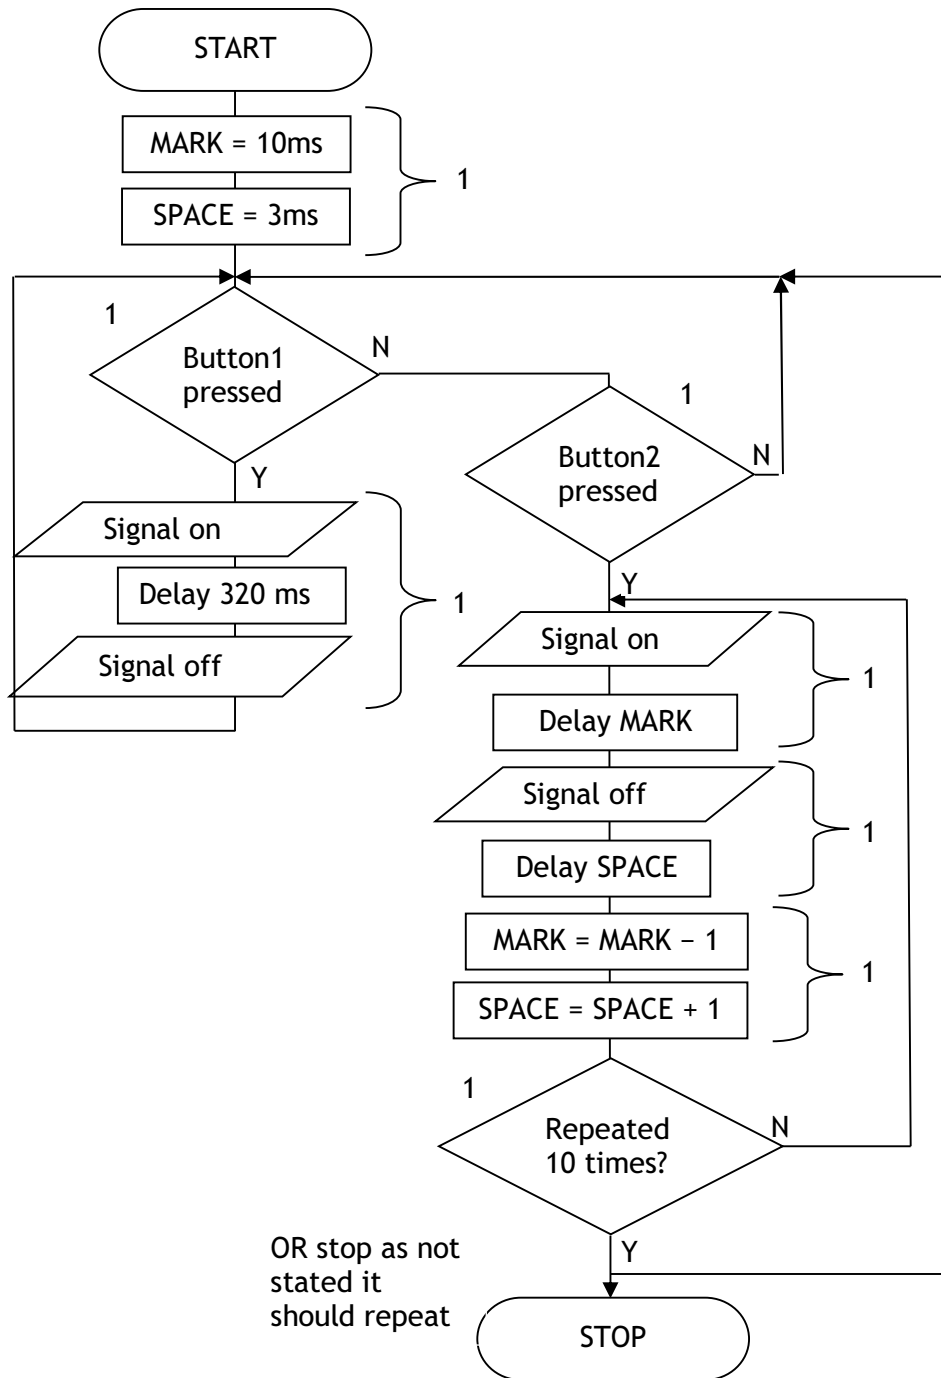 START
MARK = 10ms
SPACE = 3ms
1
1
Button1
pressed
N
Y
Signal on
Delay 320 ms
Signal off
1
1
Button2
pressed
N
Y
Signal on
Delay MARK
1
Signal off
Delay SPACE
1
MARK = MARK – 1
SPACE = SPACE + 1
1
1
Repeated
10 times?
N
Y
OR stop as not
stated it
should repeat
STOP